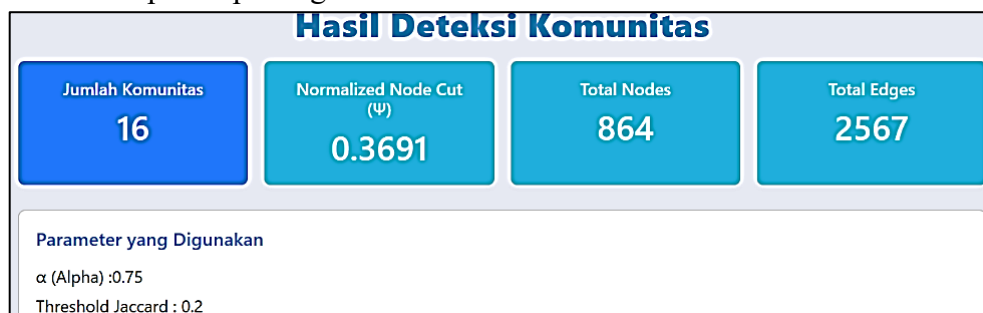 Hasil Deteksi Komunitas
Jumlah Komunitas
16
Normalized Node Cut
(Ψ)
0.3691
Total Nodes
864
Total Edges
2567
Parameter yang Digunakan
α (Alpha) :0.75
Threshold Jaccard : 0.2